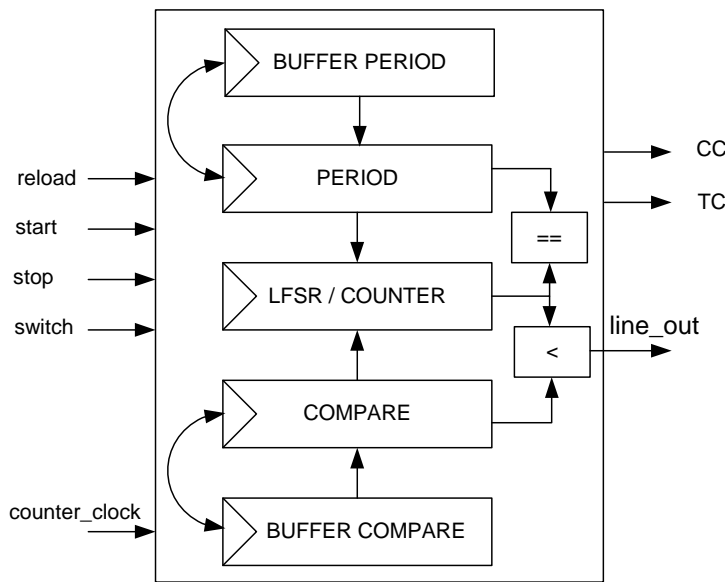 BUFFER PERIOD
PERIOD
LFSR / COUNTER
COMPARE
BUFFER COMPARE
reload
start
stop
switch
counter_clock
==
<
CC
TC
line_out